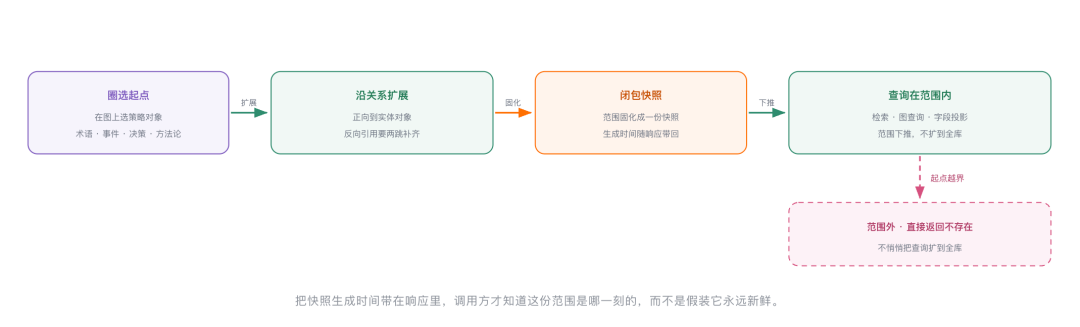 圈选起点
在图上选策略对象
术语 · 事件 · 决策 · 方法论
扩展
沿关系扩展
正向到实体对象
反向引用要两跳补齐
固化
闭包快照
范围固化成一份快照
生成时间随响应带回
下推
查询在范围内
检索 · 图查询 · 字段投影
范围下推，不扩到全库
起点越界
范围外 · 直接返回不存在
不悄悄把查询扩到全库
把快照生成时间带在响应里，调用方才知道这份范围是哪一刻的，而不是假装它永远新鲜。